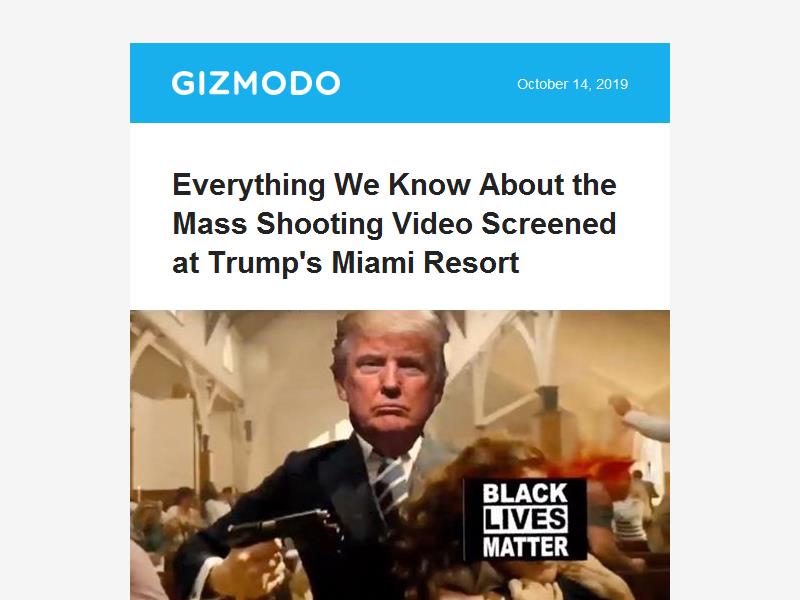 GIZMODO
October 14, 2019
Everything We Know About the
Mass Shooting Video Screened
at Trump's Miami Resort
BLACK
LIVES
MATTER